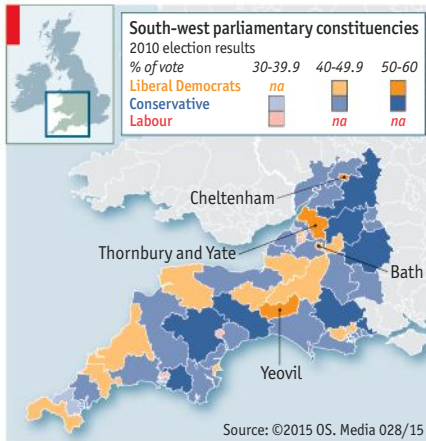 South-west parliamentary constituencies
2010 election results
% of vote 30-39.9 40-49.9 50-60
Liberal Democrats na
Conservative
Labour na na
Cheltenham
Thornbury and Yate
Bath
Yeovil
Source: ©2015 OS. Media 028/15